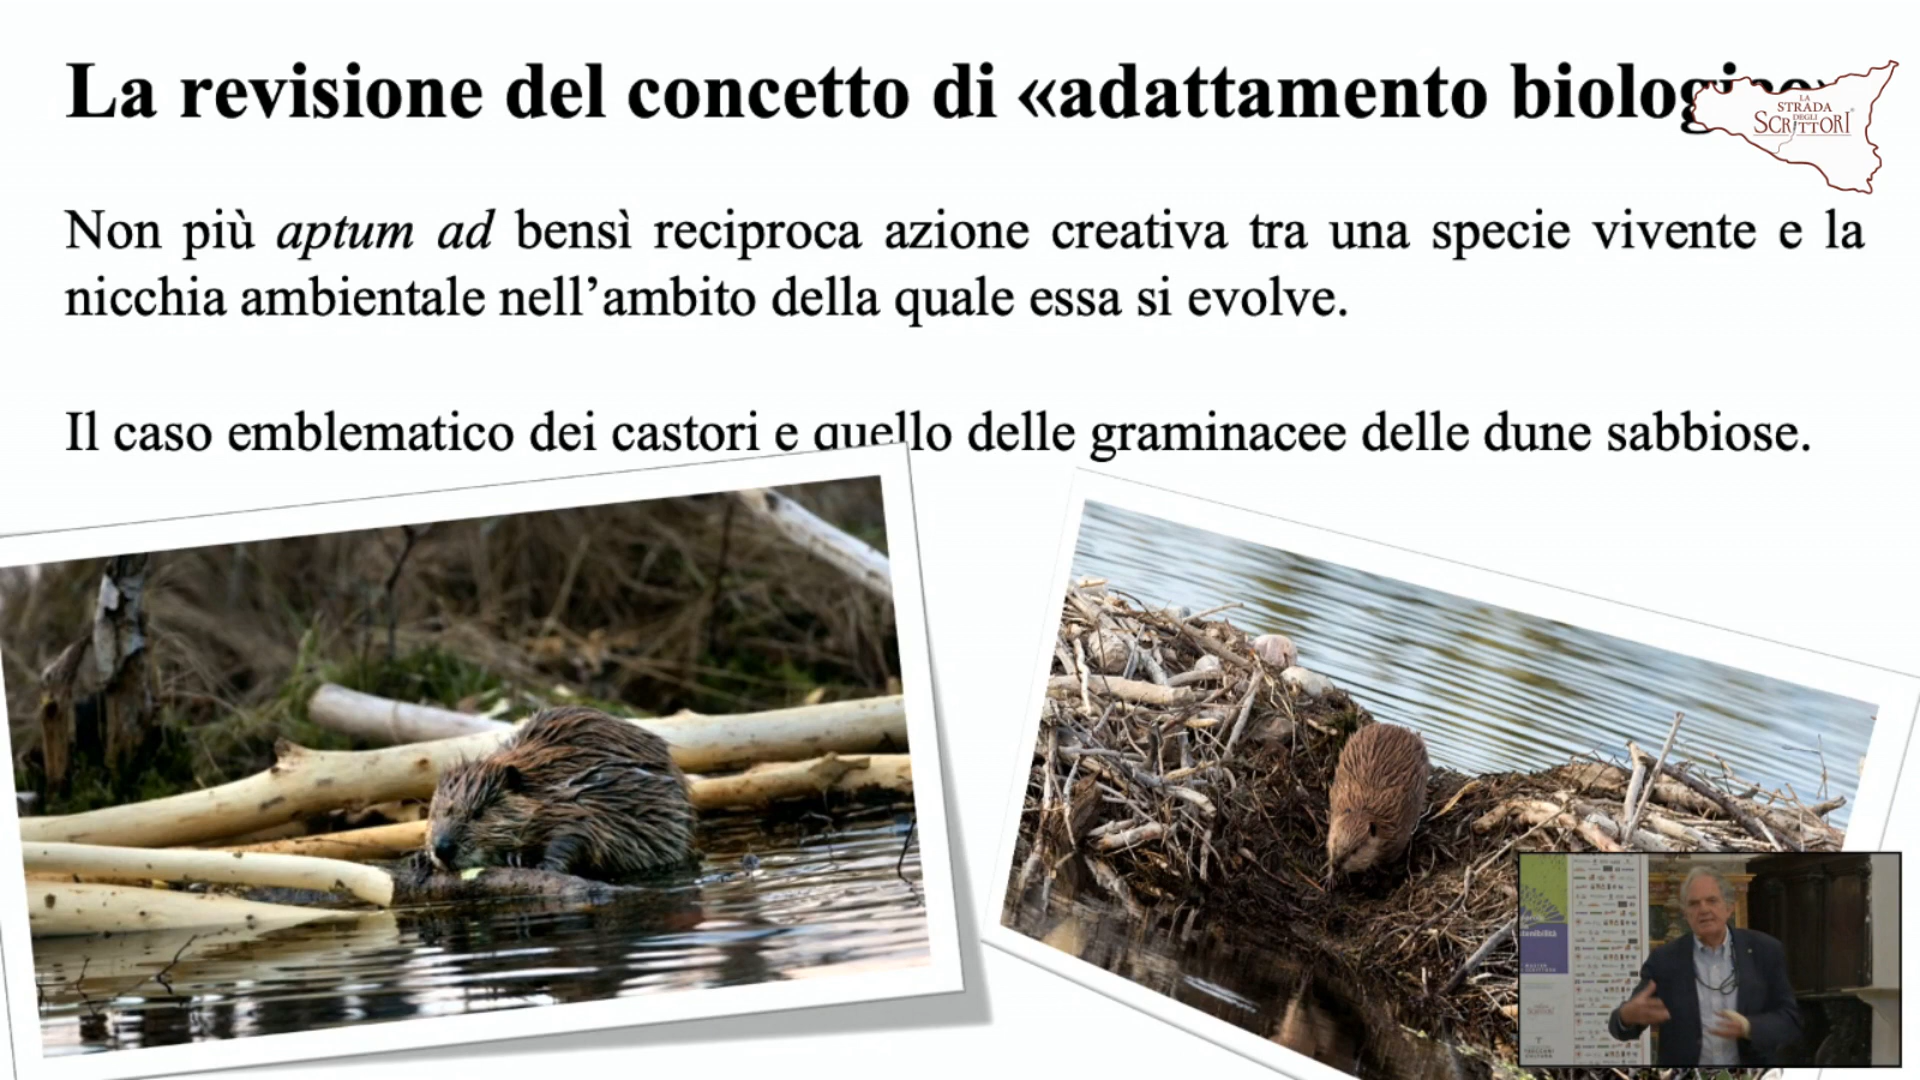 La revisione del concetto di «adattamento biologico»
LA
STRADA
DEGLI
SCRITTORI
Non più aptum ad bensì reciproca azione creativa tra una specie vivente e la
nicchia ambientale nell’ambito della quale essa si evolve.
Il caso emblematico dei castori e quello delle graminacee delle dune sabbiose.